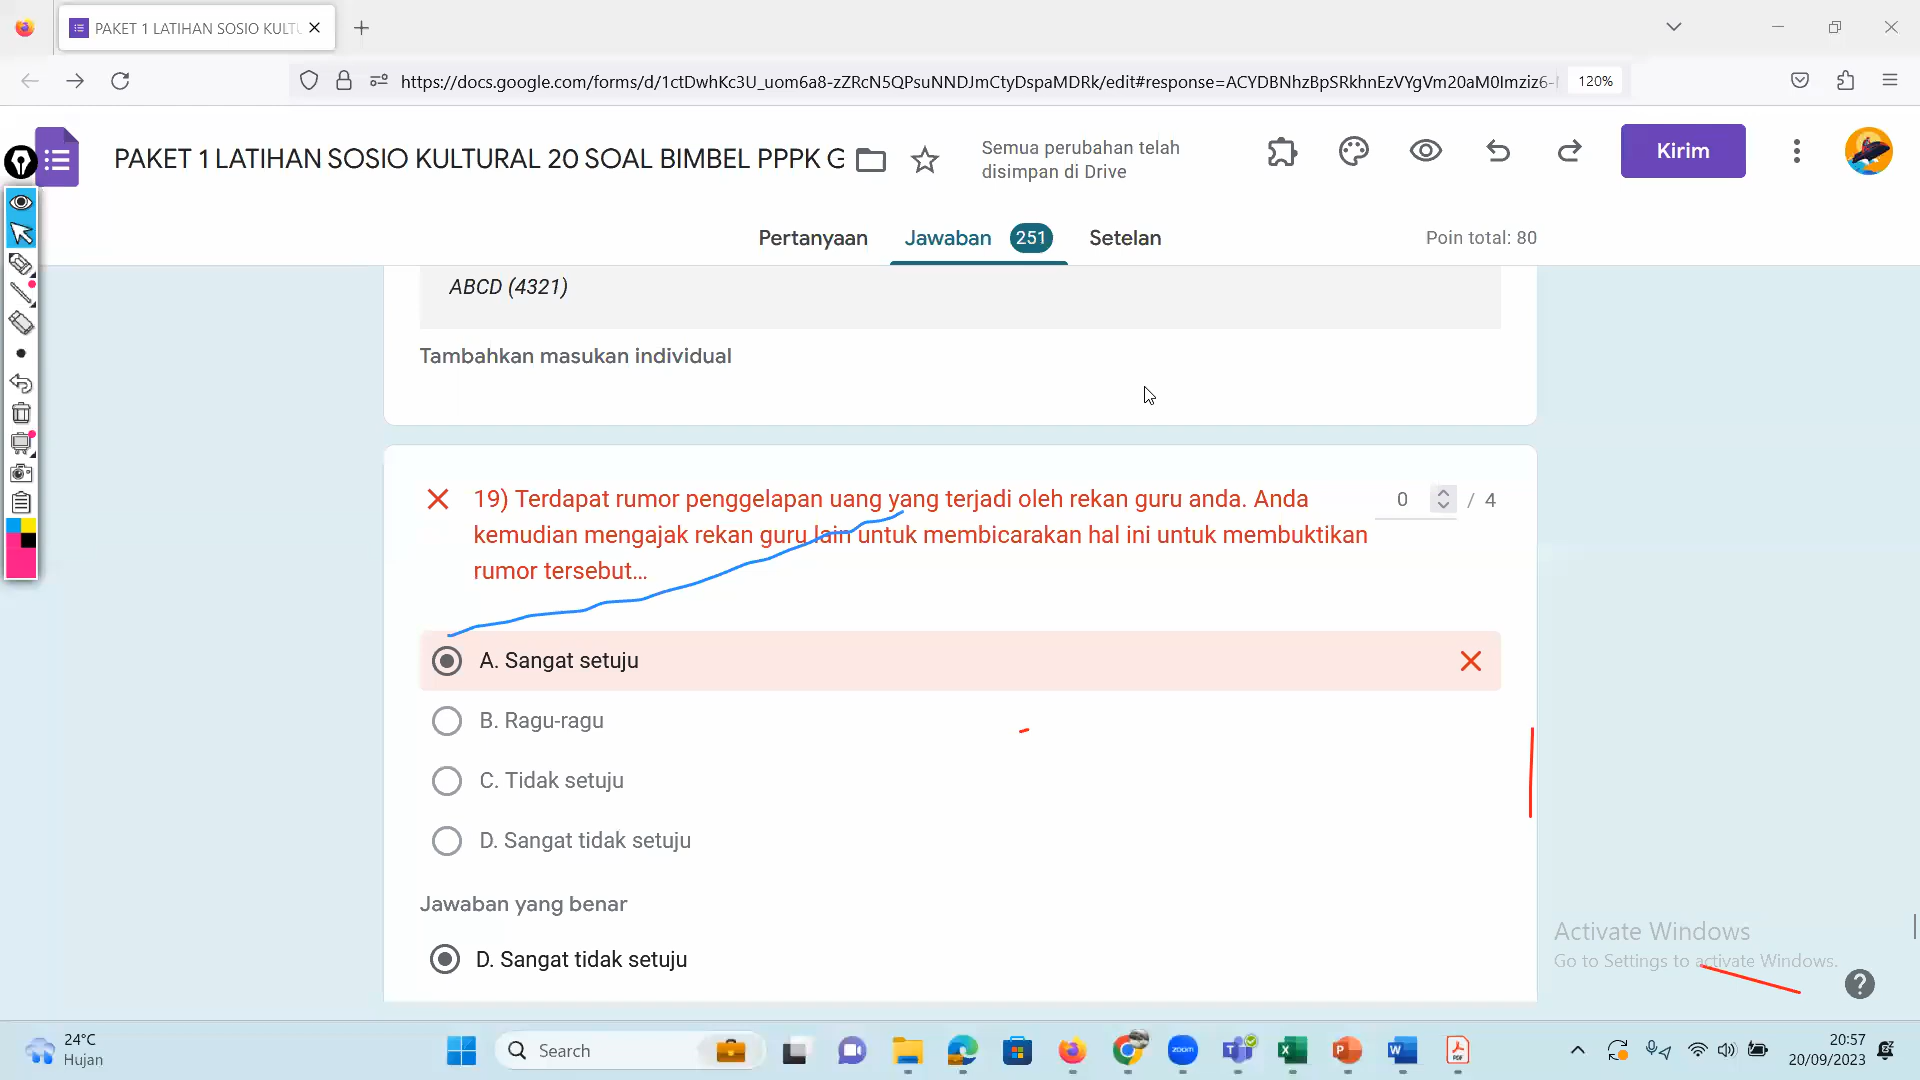 PAKET 1 LATIHAN SOSIO KULTU
https://docs.google.com/forms/d/1ctDwhKc3U_uom6a8-zZRcN5QPsuNNDJmCtyDspaMDRk/edit#response=ACYDBNhzBpSRkhnEzVYgVm20aM0Imziz6-
120%
PAKET 1 LATIHAN SOSIO KULTURAL 20 SOAL BIMBEL PPPK G
Semua perubahan telah
disimpan di Drive
Kirim
Pertanyaan
Jawaban 251
Setelan
Poin total: 80
ABCD (4321)
Tambahkan masukan individual
19) Terdapat rumor penggelapan uang yang terjadi oleh rekan guru anda. Anda
kemudian mengajak rekan guru lain untuk membicarakan hal ini untuk membuktikan
rumor tersebut...
0 / 4
A. Sangat setuju
B. Ragu-ragu
C. Tidak setuju
D. Sangat tidak setuju
Jawaban yang benar
D. Sangat tidak setuju
Activate Windows
Go to Settings to activate Windows.
24°C
Hujan
Search
zoom
20:57
20/09/2023